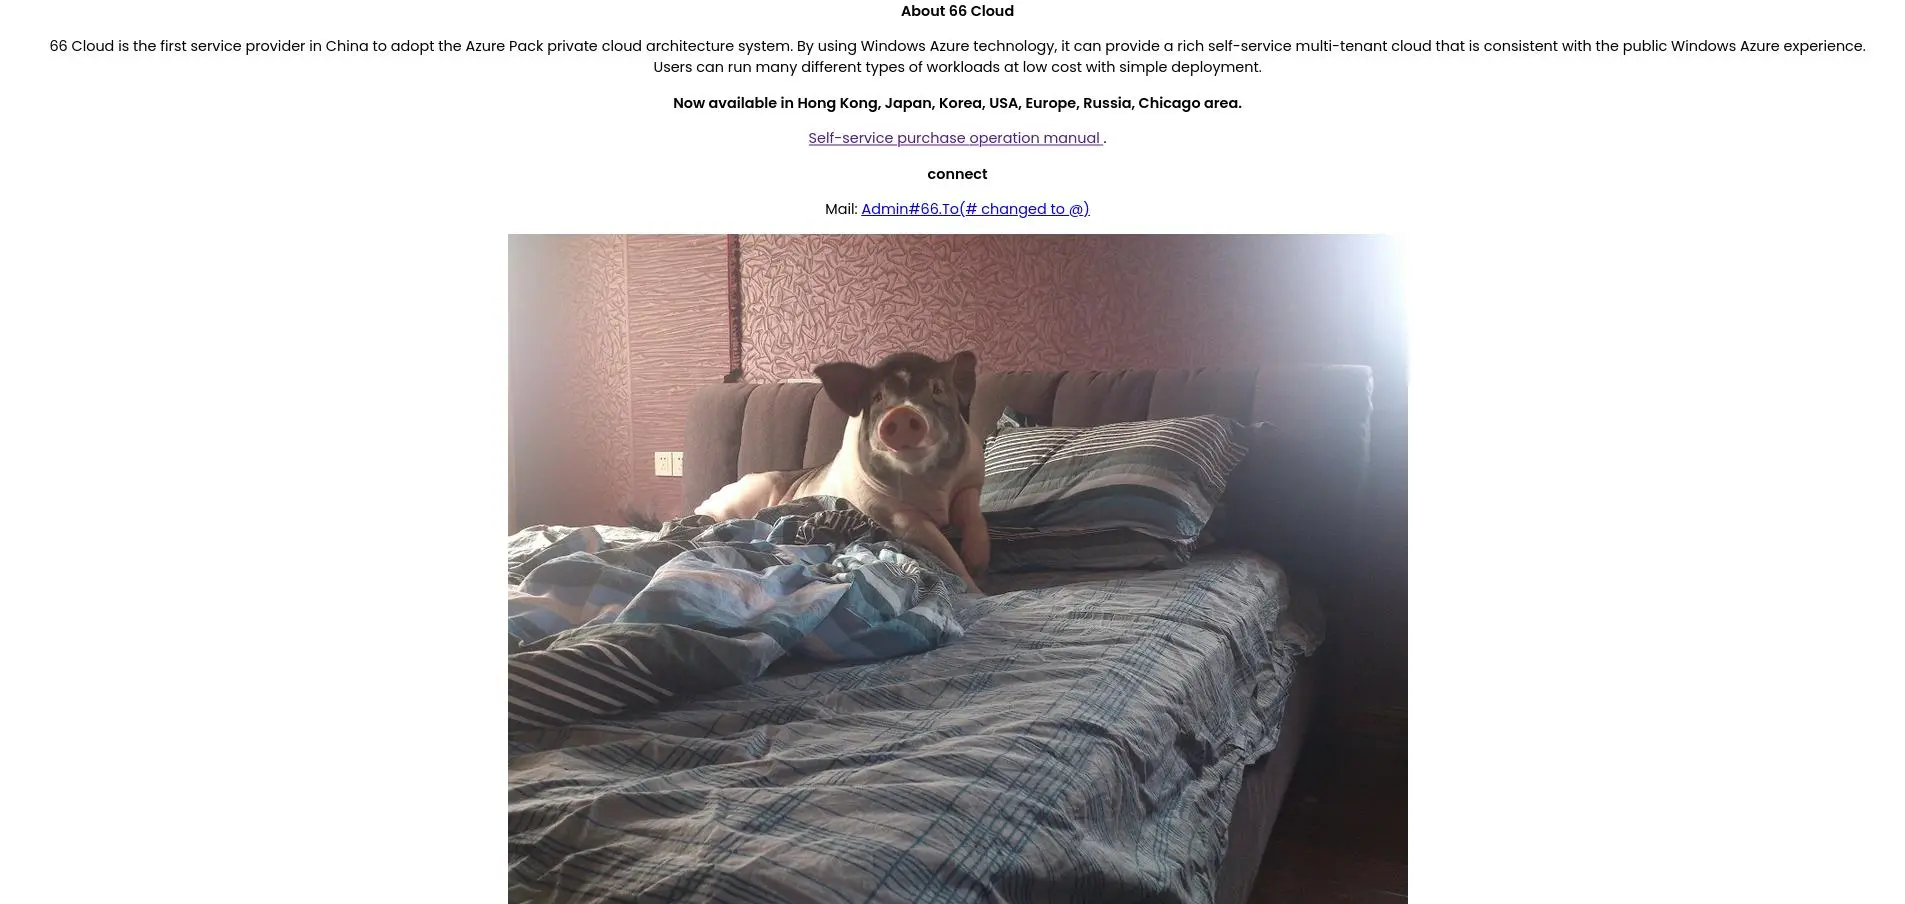 About 66 Cloud
66 Cloud is the first service provider in China to adopt the Azure Pack private cloud architecture system. By using Windows Azure technology, it can provide a rich self-service multi-tenant cloud that is consistent with the public Windows Azure experience.
Users can run many different types of workloads at low cost with simple deployment.
Now available in Hong Kong, Japan, Korea, USA, Europe, Russia, Chicago area.
Self-service purchase operation manual .
connect
Mail: Admin#66.To(# changed to @)